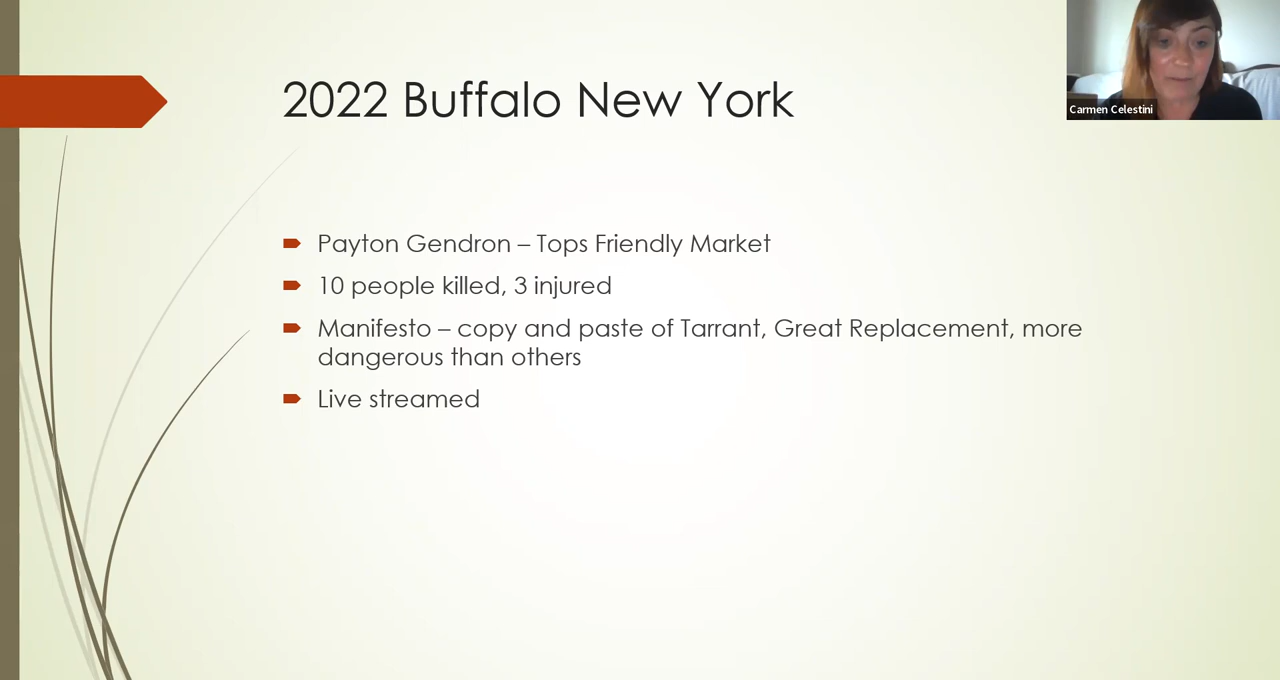 2022 Buffalo New York
Carmen Celestini
Payton Gendron – Tops Friendly Market
10 people killed, 3 injured
Manifesto – copy and paste of Tarrant, Great Replacement, more
dangerous than others
Live streamed